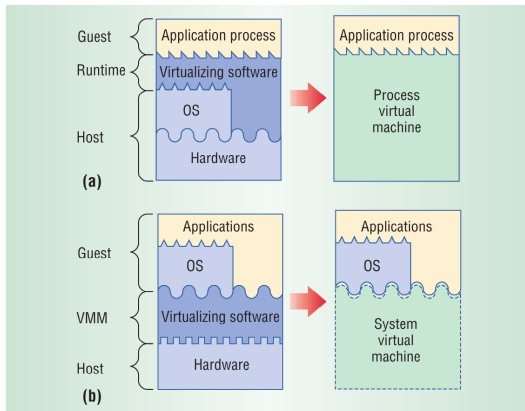 Guest
Application process
Runtime
Virtualizing software
OS
Host
Hardware
(a)
Application process
Process
virtual
machine
Applications
Guest
OS
VMM
Virtualizing software
Host
Hardware
(b)
Applications
OS
System
virtual
machine